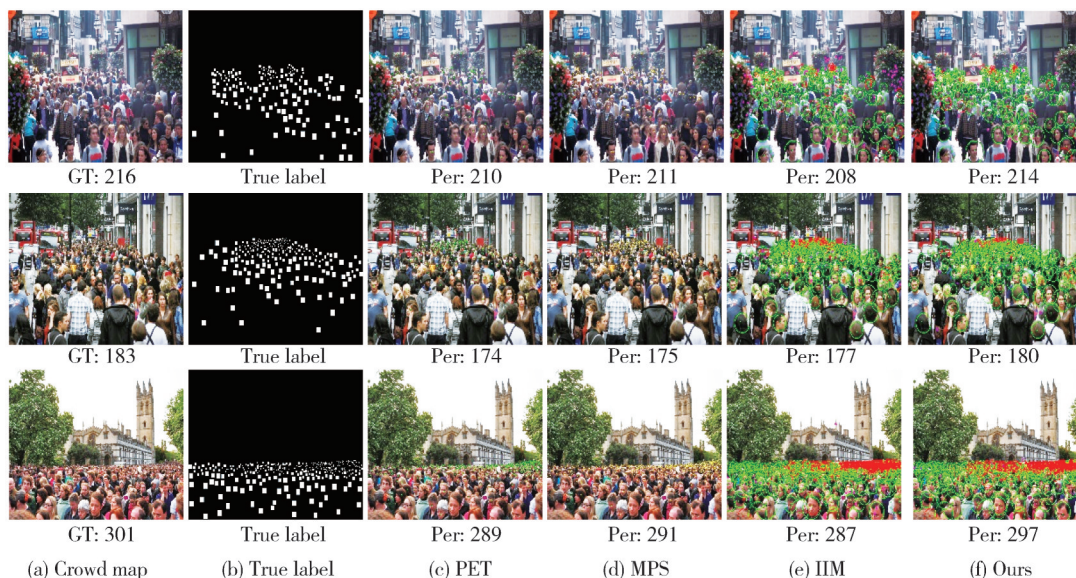 GT: 216 True label Per: 210 Per: 211 Per: 208 Per: 214
GT: 183 True label Per: 174 Per: 175 Per: 177 Per: 180
GT: 301 True label Per: 289 Per: 291 Per: 287 Per: 297
(a) Crowd map (b) True label (c) PET (d) MPS (e) IIM (f) Ours